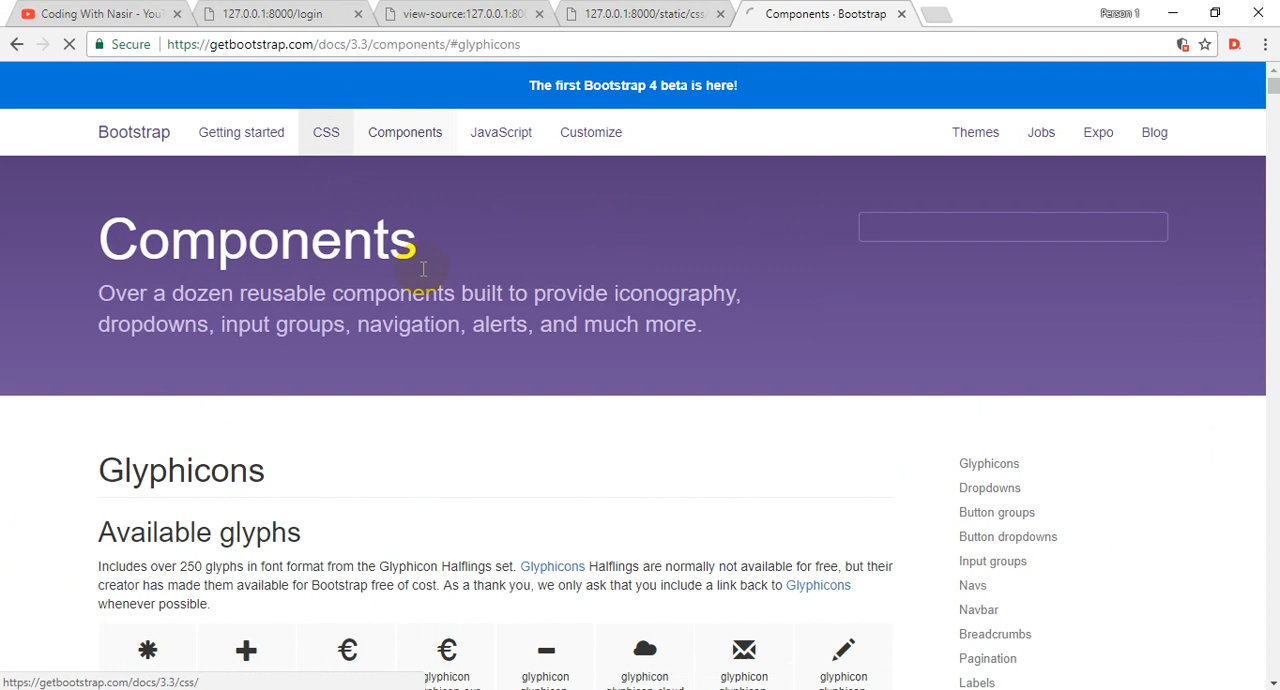 Coding With Nasir - You
127.0.0.1:8000/login
view-source:127.0.0.1:800
127.0.0.1:8000/static/css/
Components · Bootstrap
Person 1
Secure
https://getbootstrap.com/docs/3.3/components/#glyphicons
The first Bootstrap 4 beta is here!
Bootstrap Getting started CSS Components JavaScript Customize Themes Jobs Expo Blog
Components
Over a dozen reusable components built to provide iconography,
dropdowns, input groups, navigation, alerts, and much more.
Glyphicons
Available glyphs
Includes over 250 glyphs in font format from the Glyphicon Halflings set. Glyphicons Halflings are normally not available for free, but their
creator has made them available for Bootstrap free of cost. As a thank you, we only ask that you include a link back to Glyphicons
whenever possible.
glyphicon glyphicon glyphicon glyphicon glyphicon
Glyphicons
Dropdowns
Button groups
Button dropdowns
Input groups
Navs
Navbar
Breadcrumbs
Pagination
Labels
https://getbootstrap.com/docs/3.3/css/